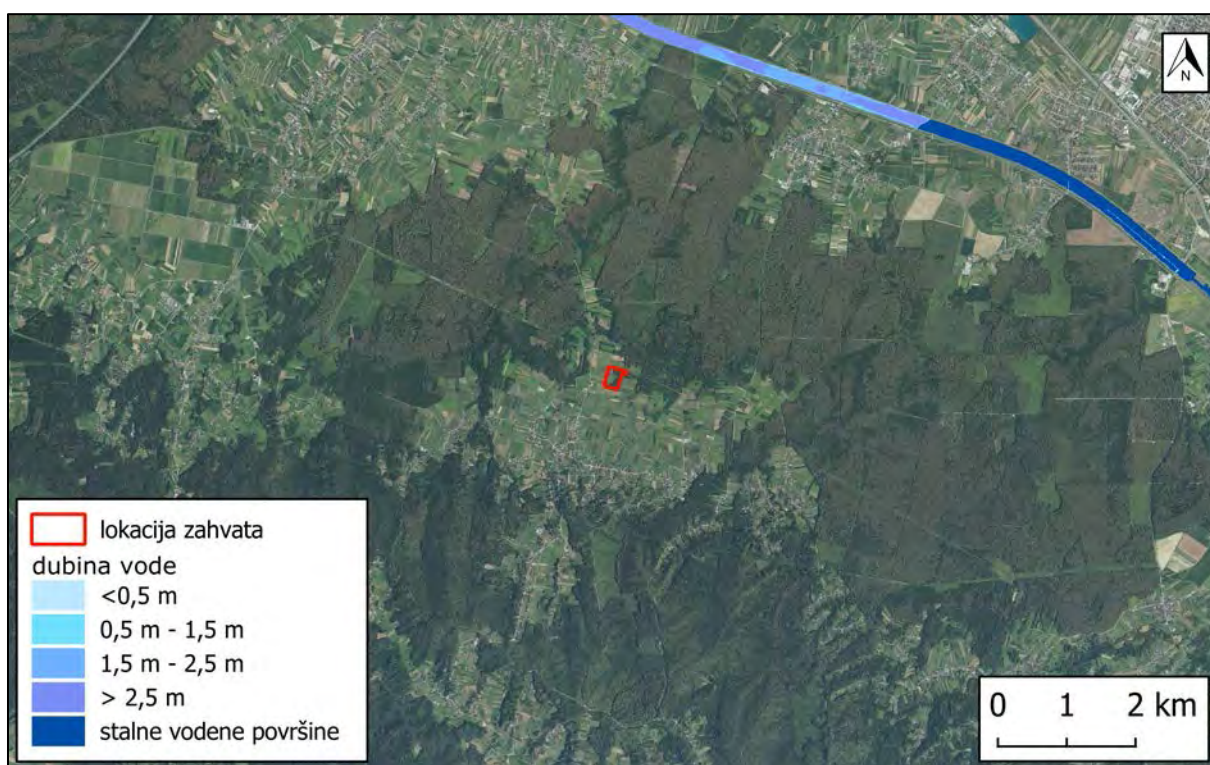 N
lokacija zahvata
dubina vode
<0,5 m
0,5 m - 1,5 m
1,5 m - 2,5 m
> 2,5 m
stalne vodene površine
0 1 2 km